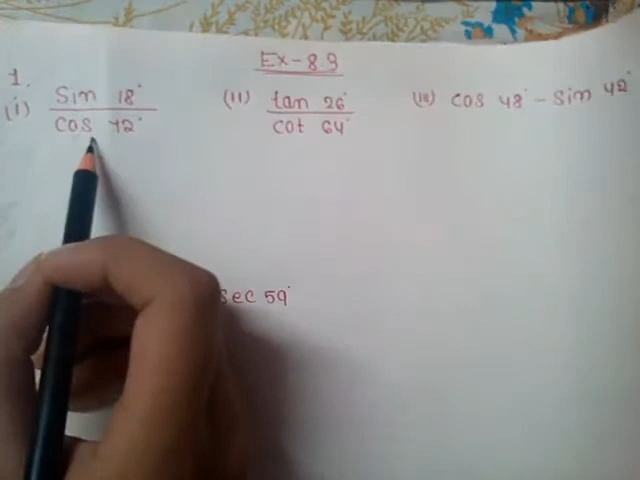 Ex-8.3
1.
(i) Sin 18° / cos 72° (ii) tan 26° / cot 64° (iii) cos 48° - Sin 42°
sec 59°